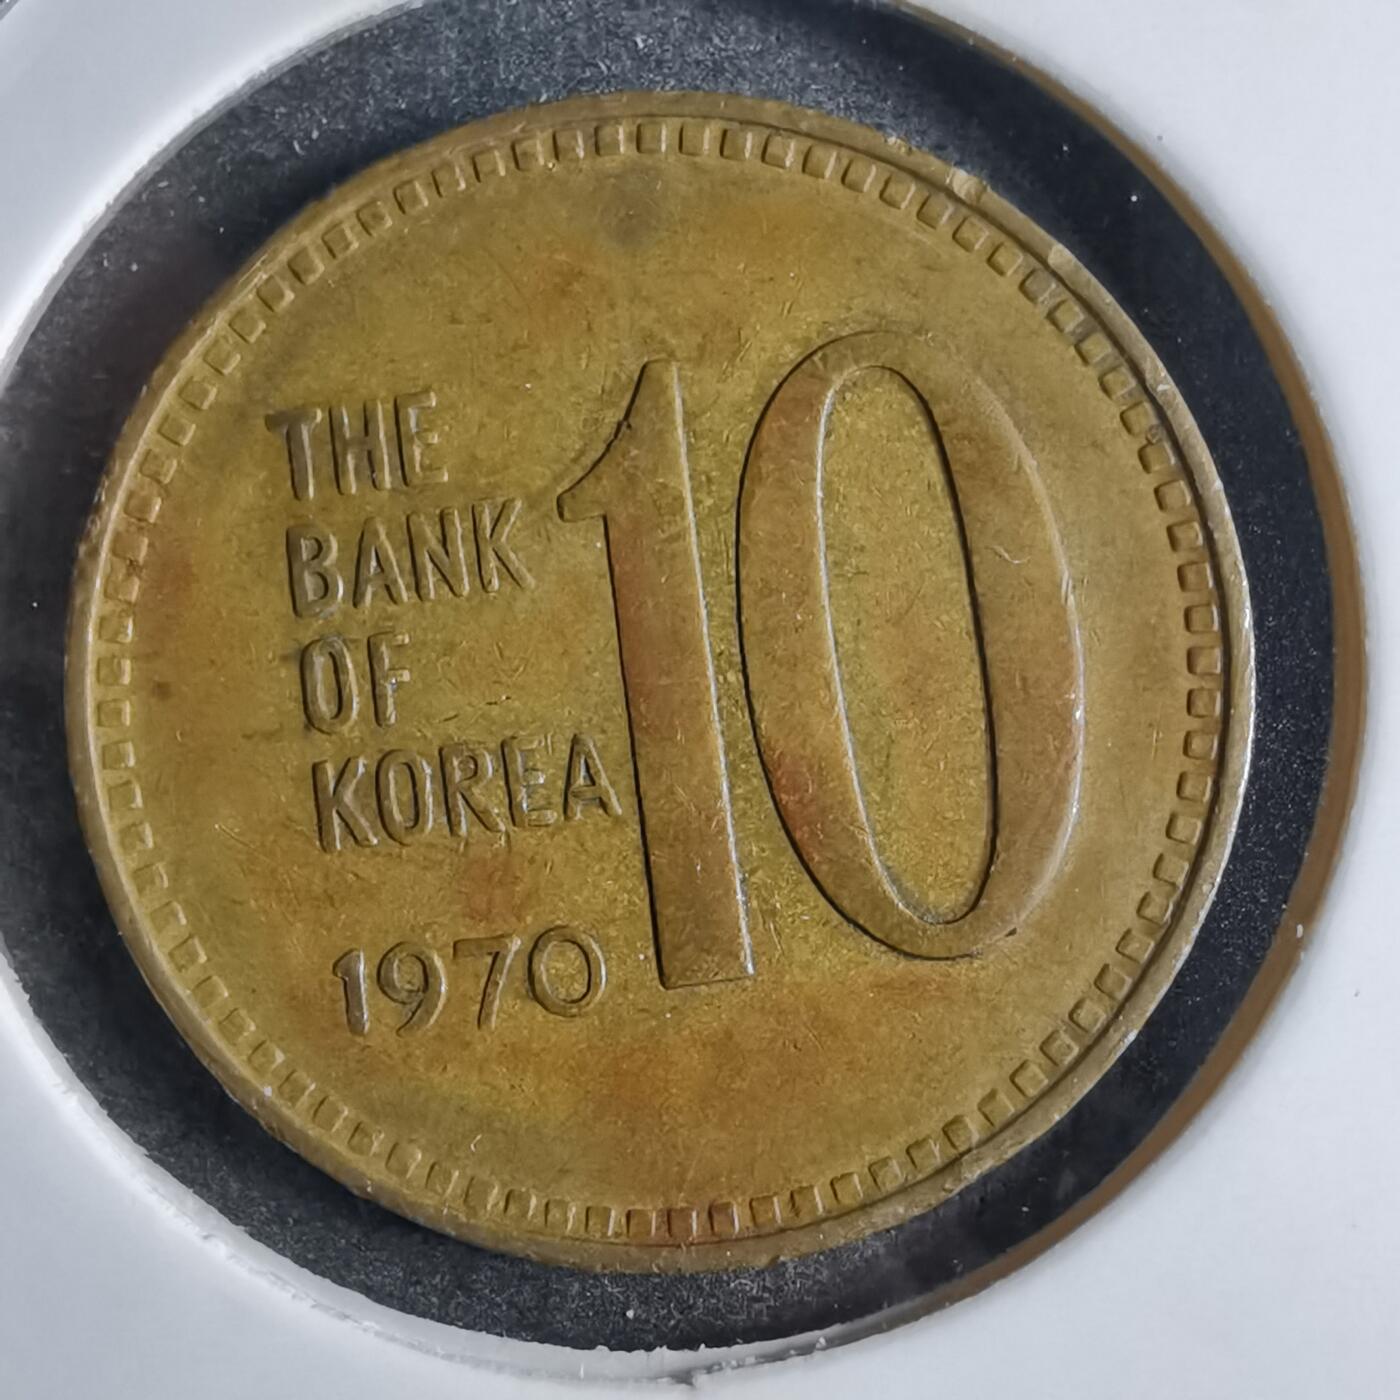 THE
BANK
OF
KOREA
1970
10